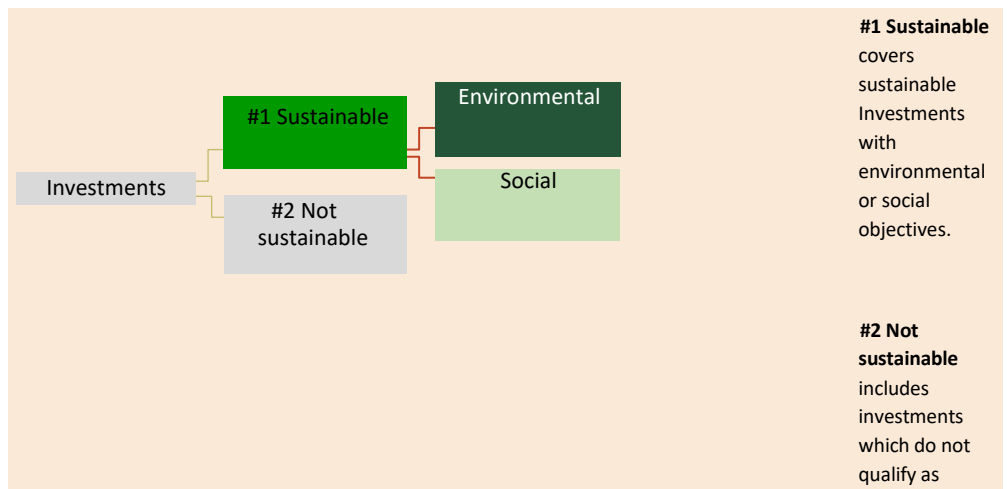 Investments
#1 Sustainable
#2 Not
sustainable
Environmental
Social
#1 Sustainable
covers
sustainable
Investments
with
environmental
or social
objectives.
#2 Not
sustainable
includes
investments
which do not
qualify as